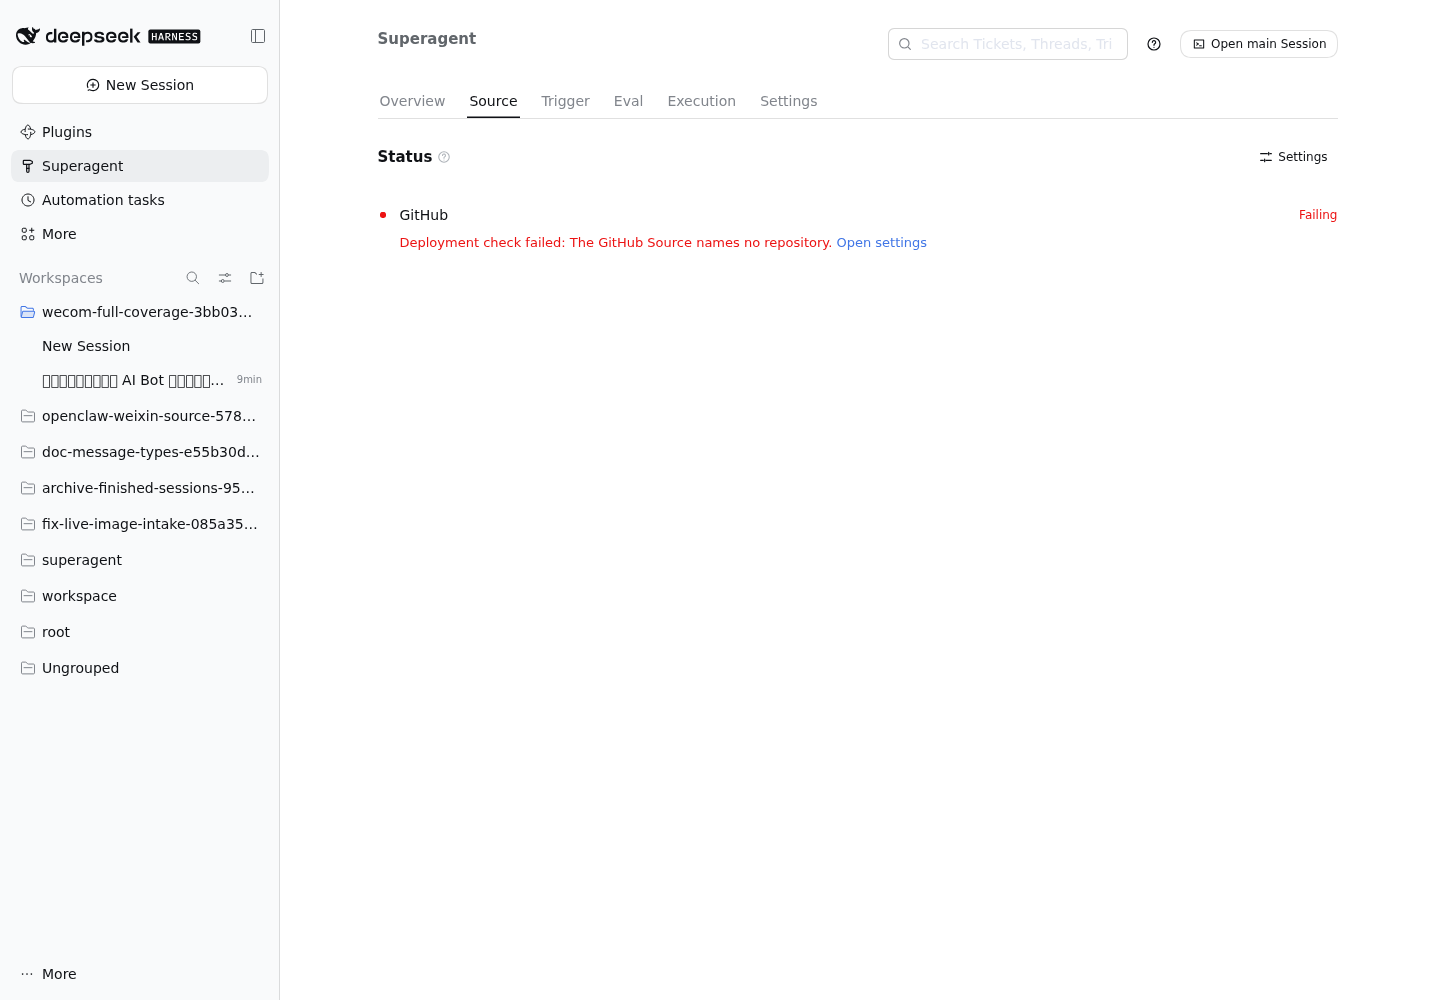 deepseek HARNESS
New Session
Plugins
Superagent
Automation tasks
More
Workspaces
wecom-full-coverage-3bb03...
New Session
AI Bot
9min
openclaw-weixin-source-578...
doc-message-types-e55b30d...
archive-finished-sessions-95...
fix-live-image-intake-085a35...
superagent
workspace
root
Ungrouped
More
Superagent
Search Tickets, Threads, Tri
Open main Session
Overview Source Trigger Eval Execution Settings
Status
Settings
GitHub
Failing
Deployment check failed: The GitHub Source names no repository. Open settings